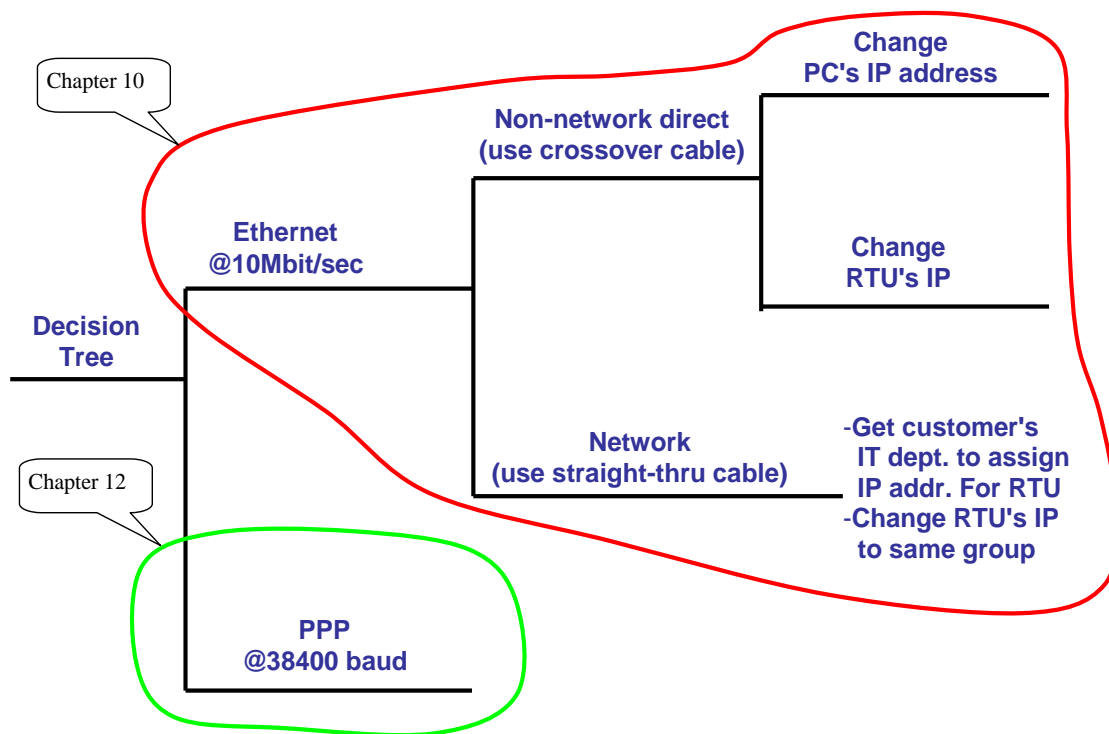 Chapter 10
Change
PC's IP address
Non-network direct
(use crossover cable)
Ethernet
@10Mbit/sec
Change
RTU's IP
Decision
Tree
Network
(use straight-thru cable)
-Get customer's
IT dept. to assign
IP addr. For RTU
-Change RTU's IP
to same group
Chapter 12
PPP
@38400 baud